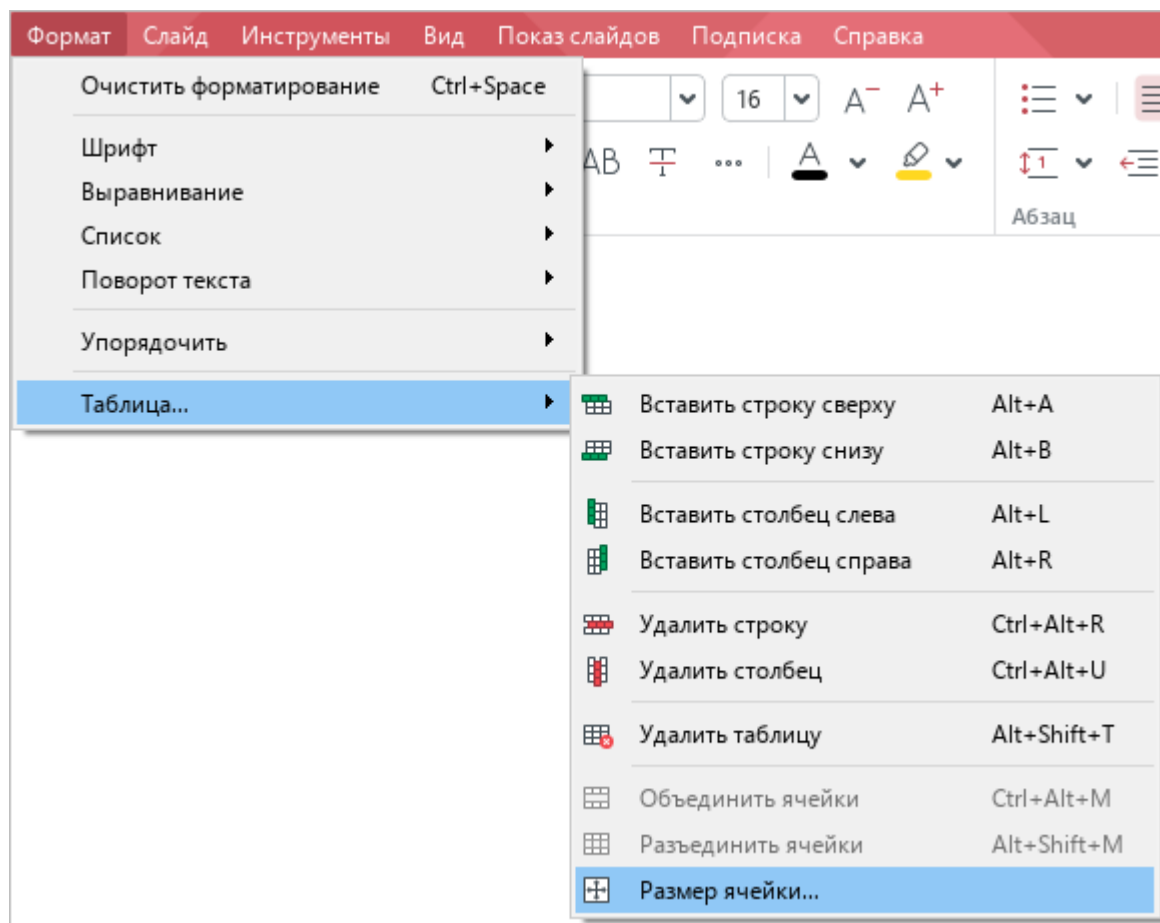 Формат Слайд Инструменты Вид Показ слайдов Подписка Справка
Очистить форматирование Ctrl+Space
16 A− A+
Шрифт
AB T A
1
Выравнивание
Абзац
Список
Поворот текста
Упорядочить
Таблица...
Вставить строку сверху Alt+A
Вставить строку снизу Alt+B
Вставить столбец слева Alt+L
Вставить столбец справа Alt+R
Удалить строку Ctrl+Alt+R
Удалить столбец Ctrl+Alt+U
Удалить таблицу Alt+Shift+T
Объединить ячейки Ctrl+Alt+M
Разъединить ячейки Alt+Shift+M
Размер ячейки...